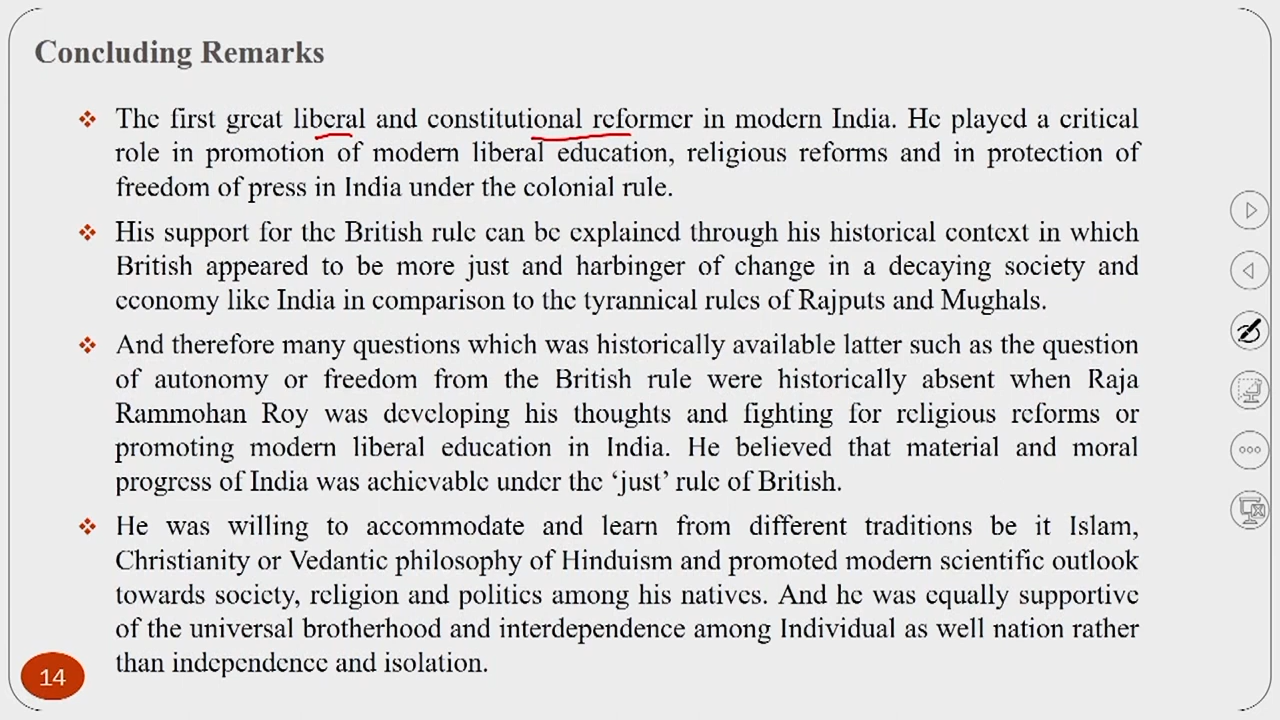 Concluding Remarks
The first great liberal and constitutional reformer in modern India. He played a critical
role in promotion of modern liberal education, religious reforms and in protection of
freedom of press in India under the colonial rule.
His support for the British rule can be explained through his historical context in which
British appeared to be more just and harbinger of change in a decaying society and
economy like India in comparison to the tyrannical rules of Rajputs and Mughals.
And therefore many questions which was historically available latter such as the question
of autonomy or freedom from the British rule were historically absent when Raja
Rammohan Roy was developing his thoughts and fighting for religious reforms or
promoting modern liberal education in India. He believed that material and moral
progress of India was achievable under the ‘just’ rule of British.
He was willing to accommodate and learn from different traditions be it Islam,
Christianity or Vedantic philosophy of Hinduism and promoted modern scientific outlook
towards society, religion and politics among his natives. And he was equally supportive
of the universal brotherhood and interdependence among Individual as well nation rather
than independence and isolation.
14